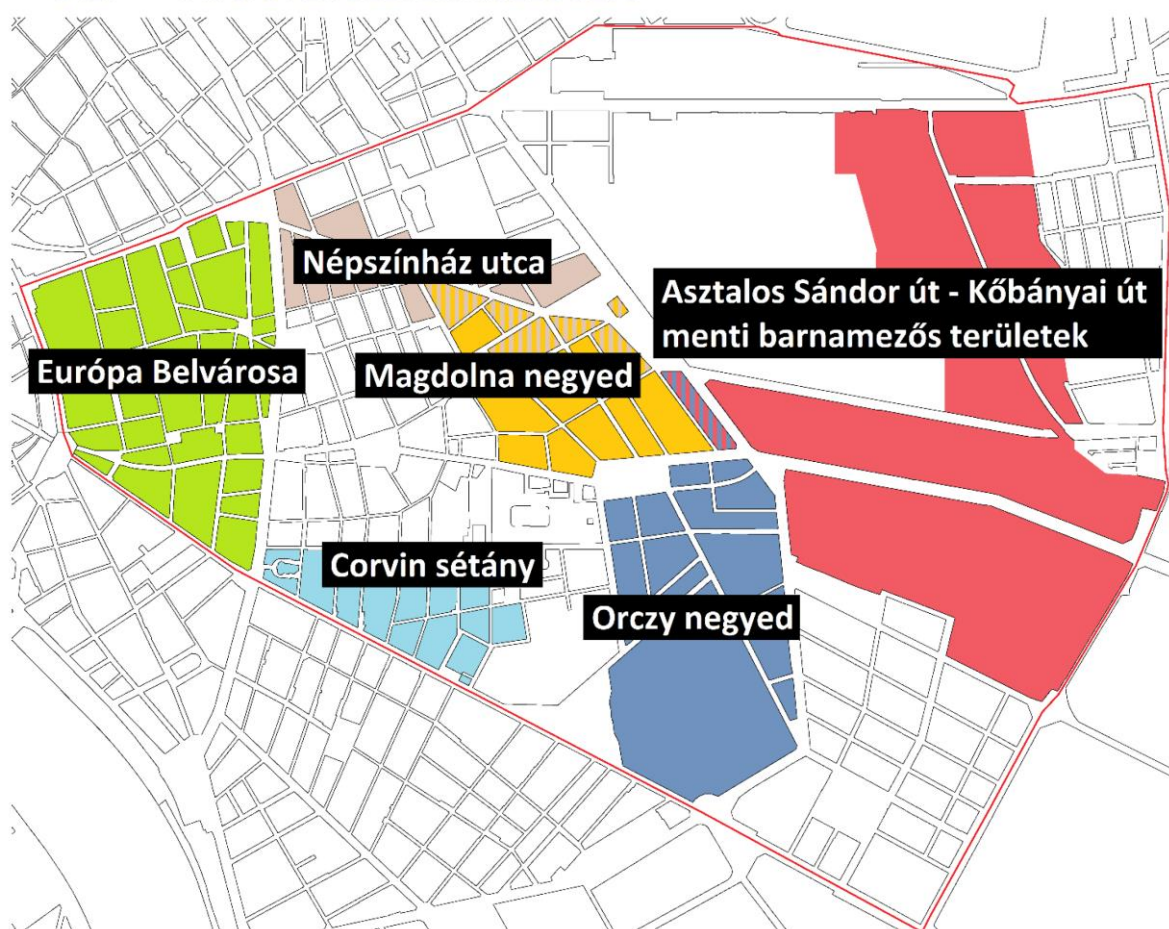 Népszínház utca
Asztalos Sándor út - Kőbányai út
menti barnamezős területek
Európa Belvárosa
Magdolna negyed
Corvin sétány
Orczy negyed